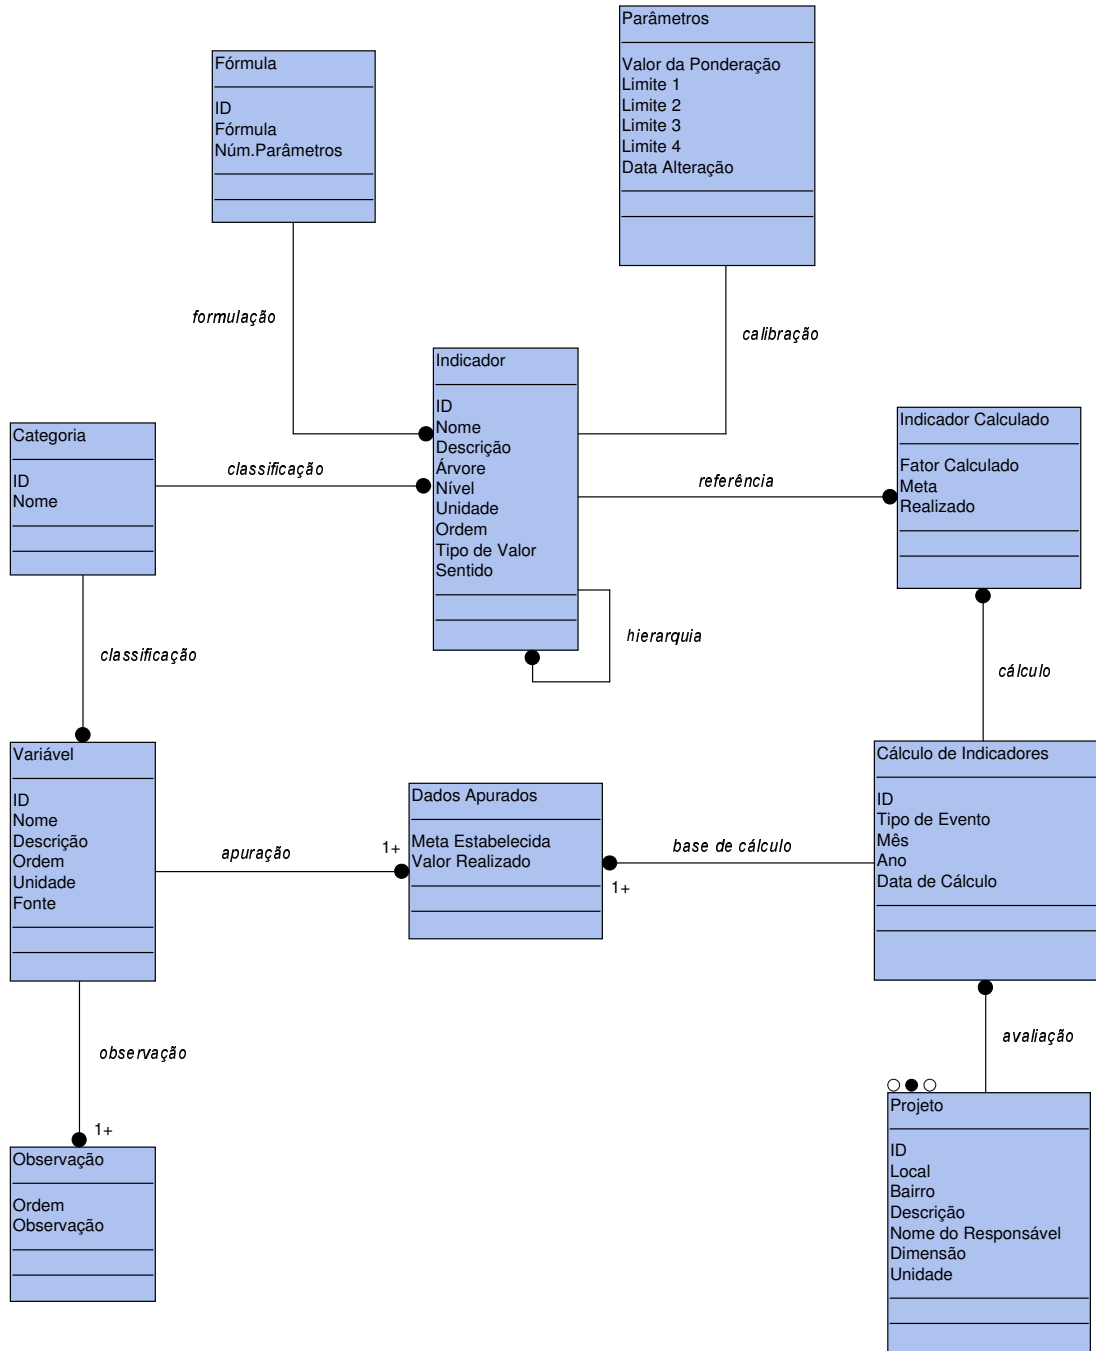 Parâmetros
Valor da Ponderação
Limite 1
Limite 2
Limite 3
Limite 4
Data Alteração
Fórmula
ID
Fórmula
Núm.Parâmetros
formulação
calibração
Indicador
ID
Nome
Descrição
Árvore
Nível
Unidade
Ordem
Tipo de Valor
Sentido
Categoria
ID
Nome
classificação
referência
Indicador Calculado
Fator Calculado
Meta
Realizado
hierarquia
classificação
cálculo
Variável
ID
Nome
Descrição
Ordem
Unidade
Fonte
apuração
1+
Dados Apurados
Meta Estabelecida
Valor Realizado
base de cálculo
1+
Cálculo de Indicadores
ID
Tipo de Evento
Mês
Ano
Data de Cálculo
observação
1+
avaliação
Observação
Ordem
Observação
Projeto
ID
Local
Bairro
Descrição
Nome do Responsável
Dimensão
Unidade